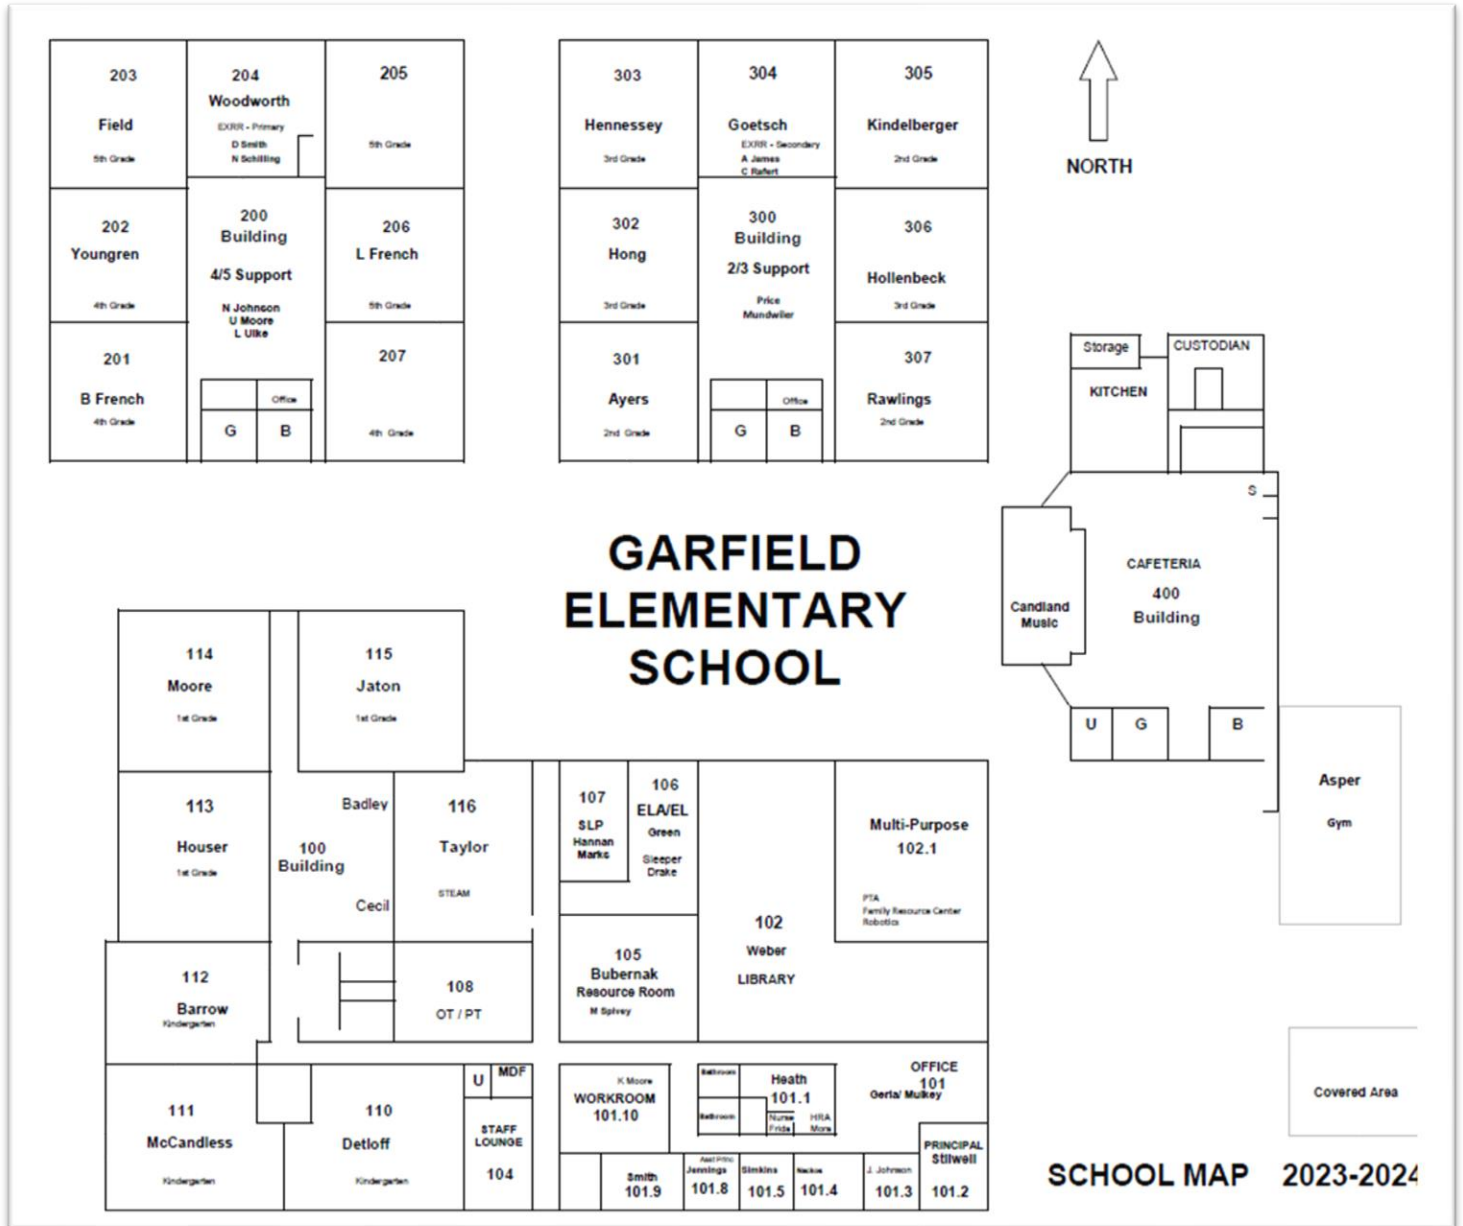 203
Field
5th Grade
204
Woodworth
EXRR - Primary
D Smith
N Schilling
205
5th Grade
202
Youngren
4th Grade
200
Building
4/5 Support
N Johnson
U Moore
L Ulke
206
L French
5th Grade
201
B French
4th Grade
Office
G
B
207
4th Grade
303
Hennessey
3rd Grade
304
Goetsch
EXRR - Secondary
A James
C Rafert
305
Kindelberger
2nd Grade
302
Hong
3rd Grade
300
Building
2/3 Support
Price
Mundwiler
306
Hollenbeck
3rd Grade
301
Ayers
2nd Grade
Office
G
B
307
Rawlings
2nd Grade
NORTH
Storage
CUSTODIAN
KITCHEN
S
CAFETERIA
400
Building
Candland
Music
U
G
B
Asper
Gym
GARFIELD
ELEMENTARY
SCHOOL
114
Moore
1st Grade
115
Jaton
1st Grade
113
Houser
1st Grade
100
Building
Badley
Cecil
116
Taylor
STEAM
107
SLP
Hannan
Marks
106
ELA/EL
Green
Sleeper
Drake
102
Weber
LIBRARY
Multi-Purpose
102.1
PTA
Family Resource Center
Robotics
112
Barrow
Kindergarten
108
OT / PT
105
Bubernak
Resource Room
M Spivey
111
McCandless
Kindergarten
110
Detloff
Kindergarten
U
MDF
STAFF
LOUNGE
104
K Moore
WORKROOM
101.10
Bathroom
Bathroom
Heath
101.1
Nurse
Frida
HRA
More
OFFICE
101
Geria/ Mulkey
PRINCIPAL
Stilwell
101.2
Smith
101.9
Asst Princ
Jennings
101.8
Simkins
101.5
101.4
J. Johnson
101.3
Covered Area
SCHOOL MAP 2023-2024